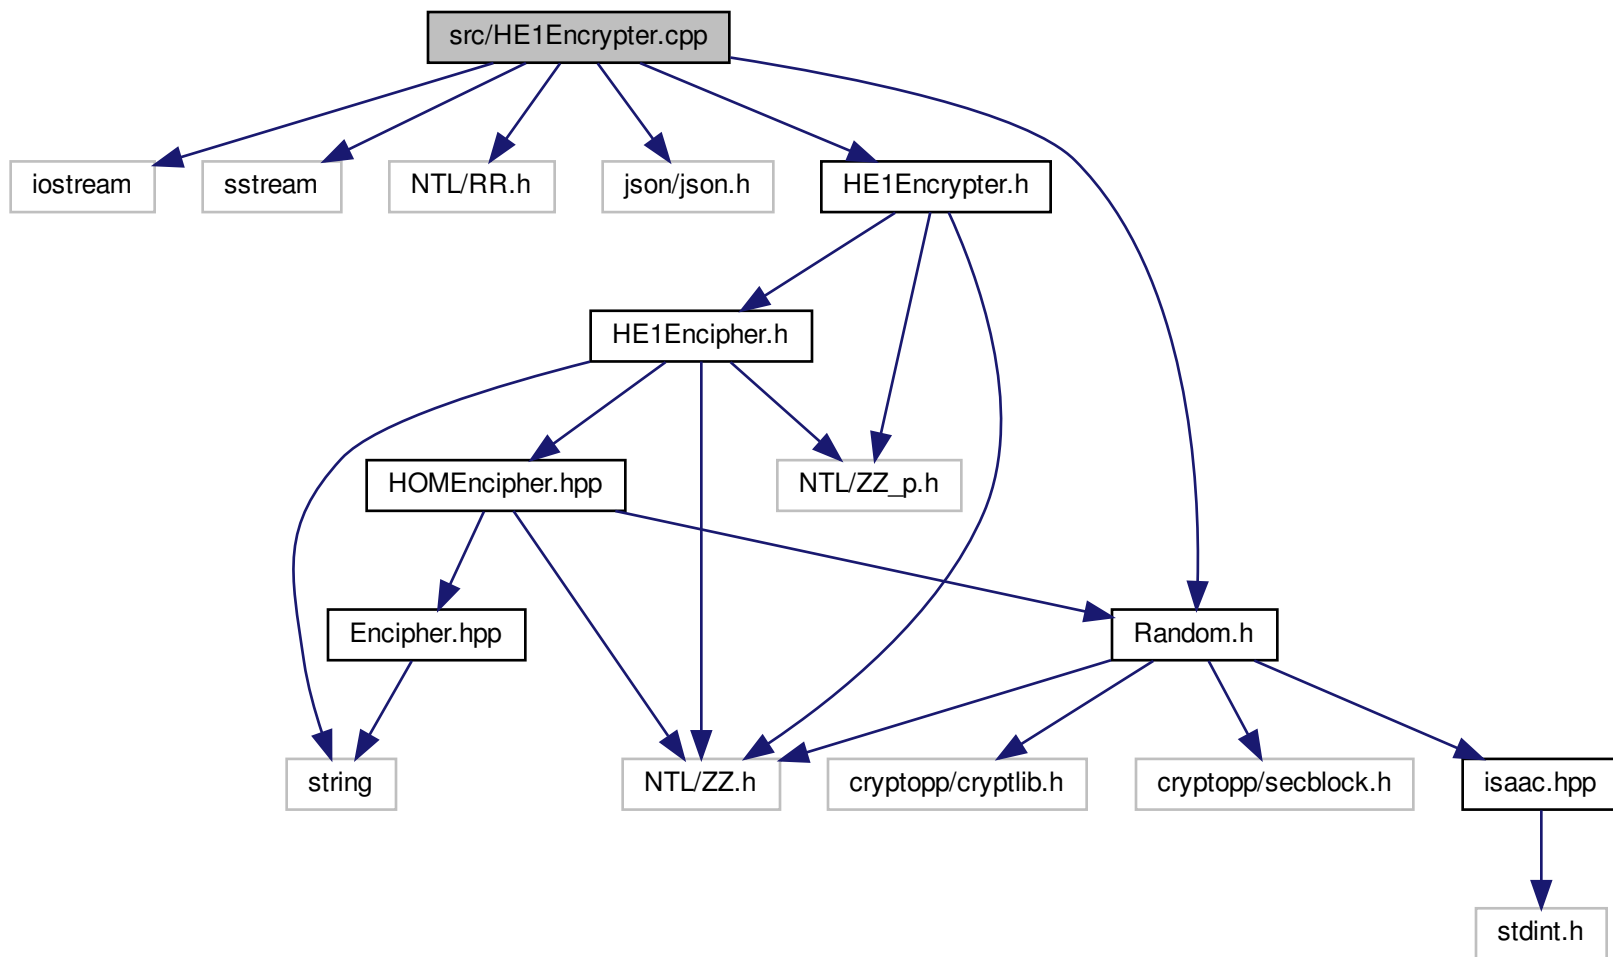 src/HE1Encrypter.cpp
iostream
sstream
NTL/RR.h
json/json.h
HE1Encrypter.h
HE1Encipher.h
HOMEncipher.hpp
NTL/ZZ_p.h
Encipher.hpp
Random.h
string
NTL/ZZ.h
cryptopp/cryptlib.h
cryptopp/secblock.h
isaac.hpp
stdint.h